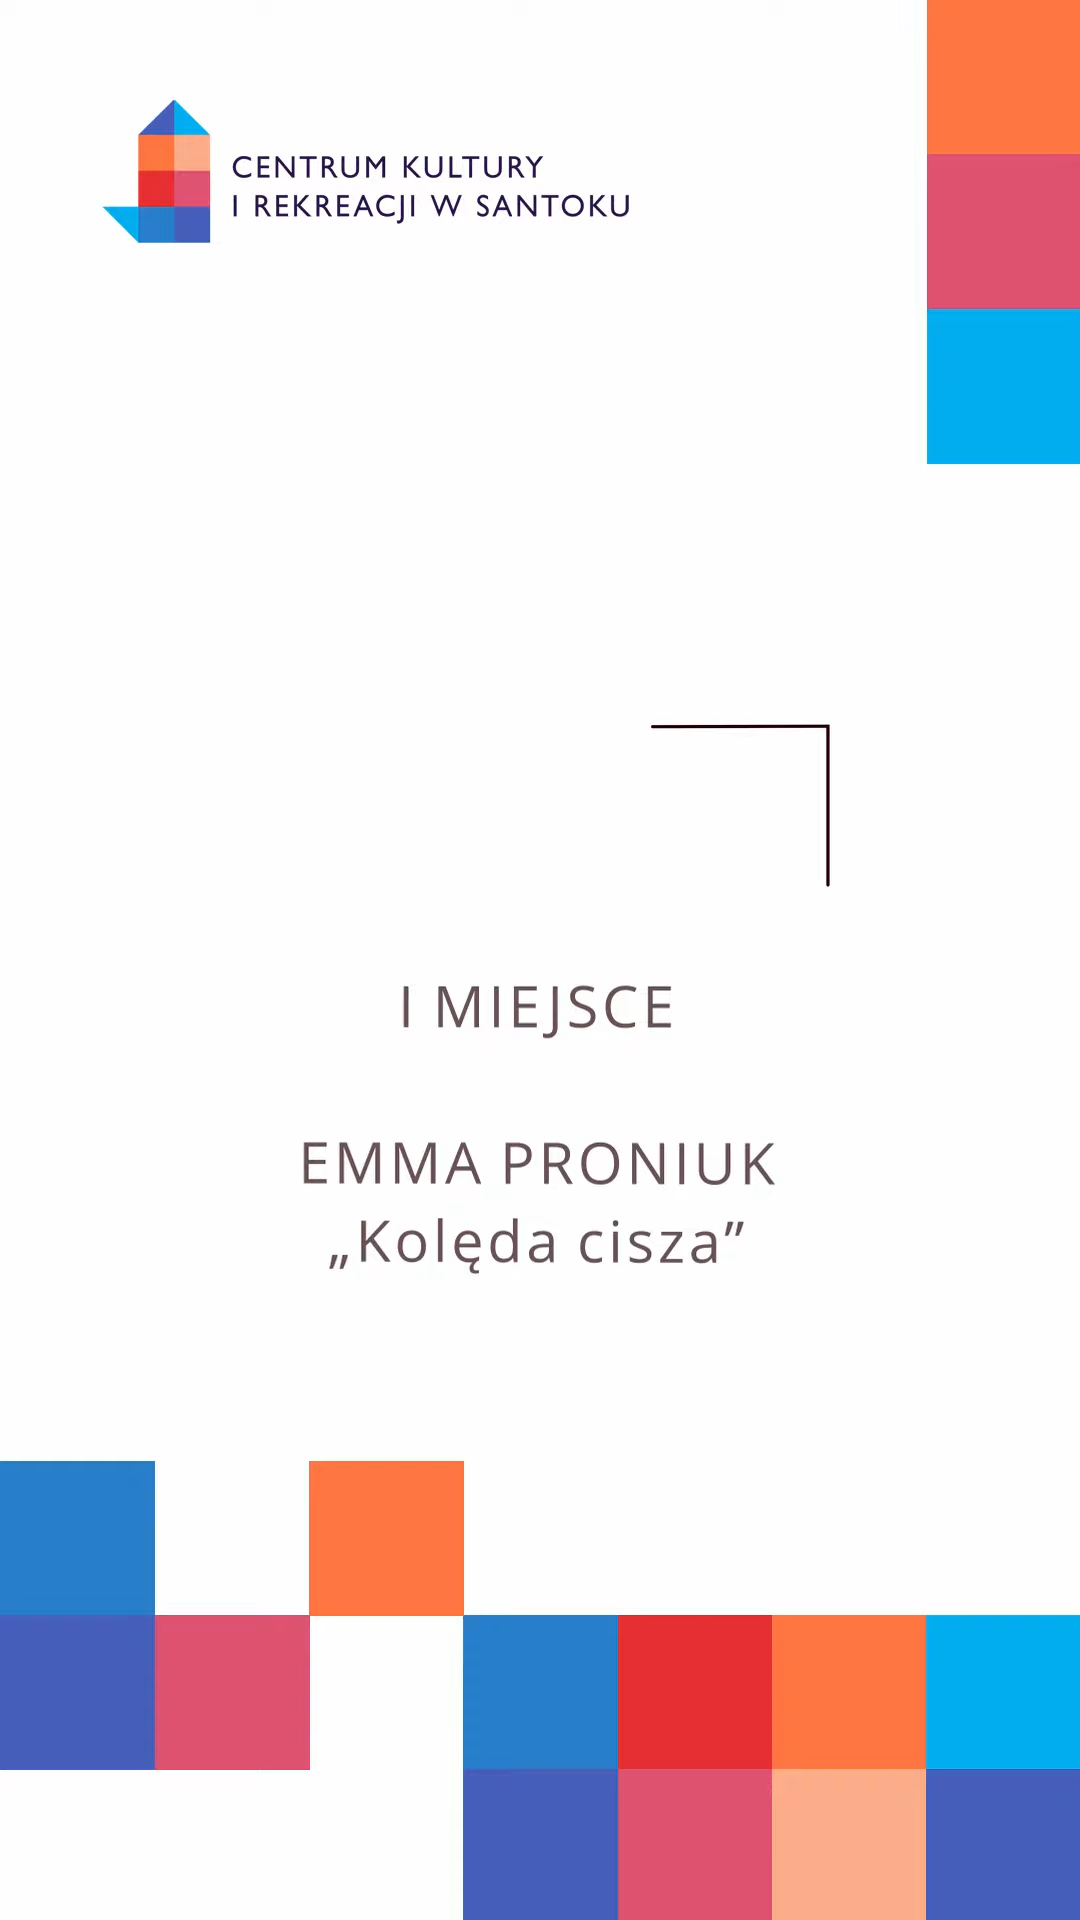 CENTRUM KULTURY
I REKREACJI W SANTOKU
I MIEJSCE
EMMA PRONIUK
„Kolęda cisza”